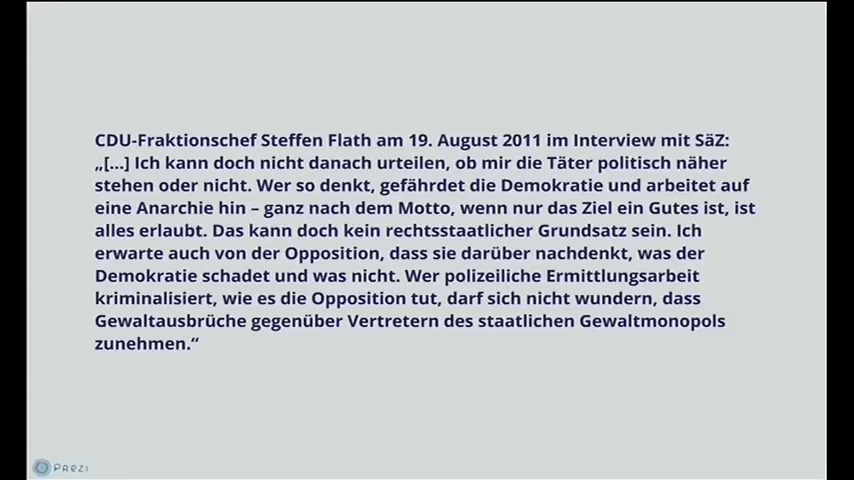 CDU-Fraktionschef Steffen Flath am 19. August 2011 im Interview mit SäZ:
„[...] Ich kann doch nicht danach urteilen, ob mir die Täter politisch näher
stehen oder nicht. Wer so denkt, gefährdet die Demokratie und arbeitet auf
eine Anarchie hin – ganz nach dem Motto, wenn nur das Ziel ein Gutes ist, ist
alles erlaubt. Das kann doch kein rechtsstaatlicher Grundsatz sein. Ich
erwarte auch von der Opposition, dass sie darüber nachdenkt, was der
Demokratie schadet und was nicht. Wer polizeiliche Ermittlungsarbeit
kriminalisiert, wie es die Opposition tut, darf sich nicht wundern, dass
Gewaltausbrüche gegenüber Vertretern des staatlichen Gewaltmonopols
zunehmen.“
Prezi